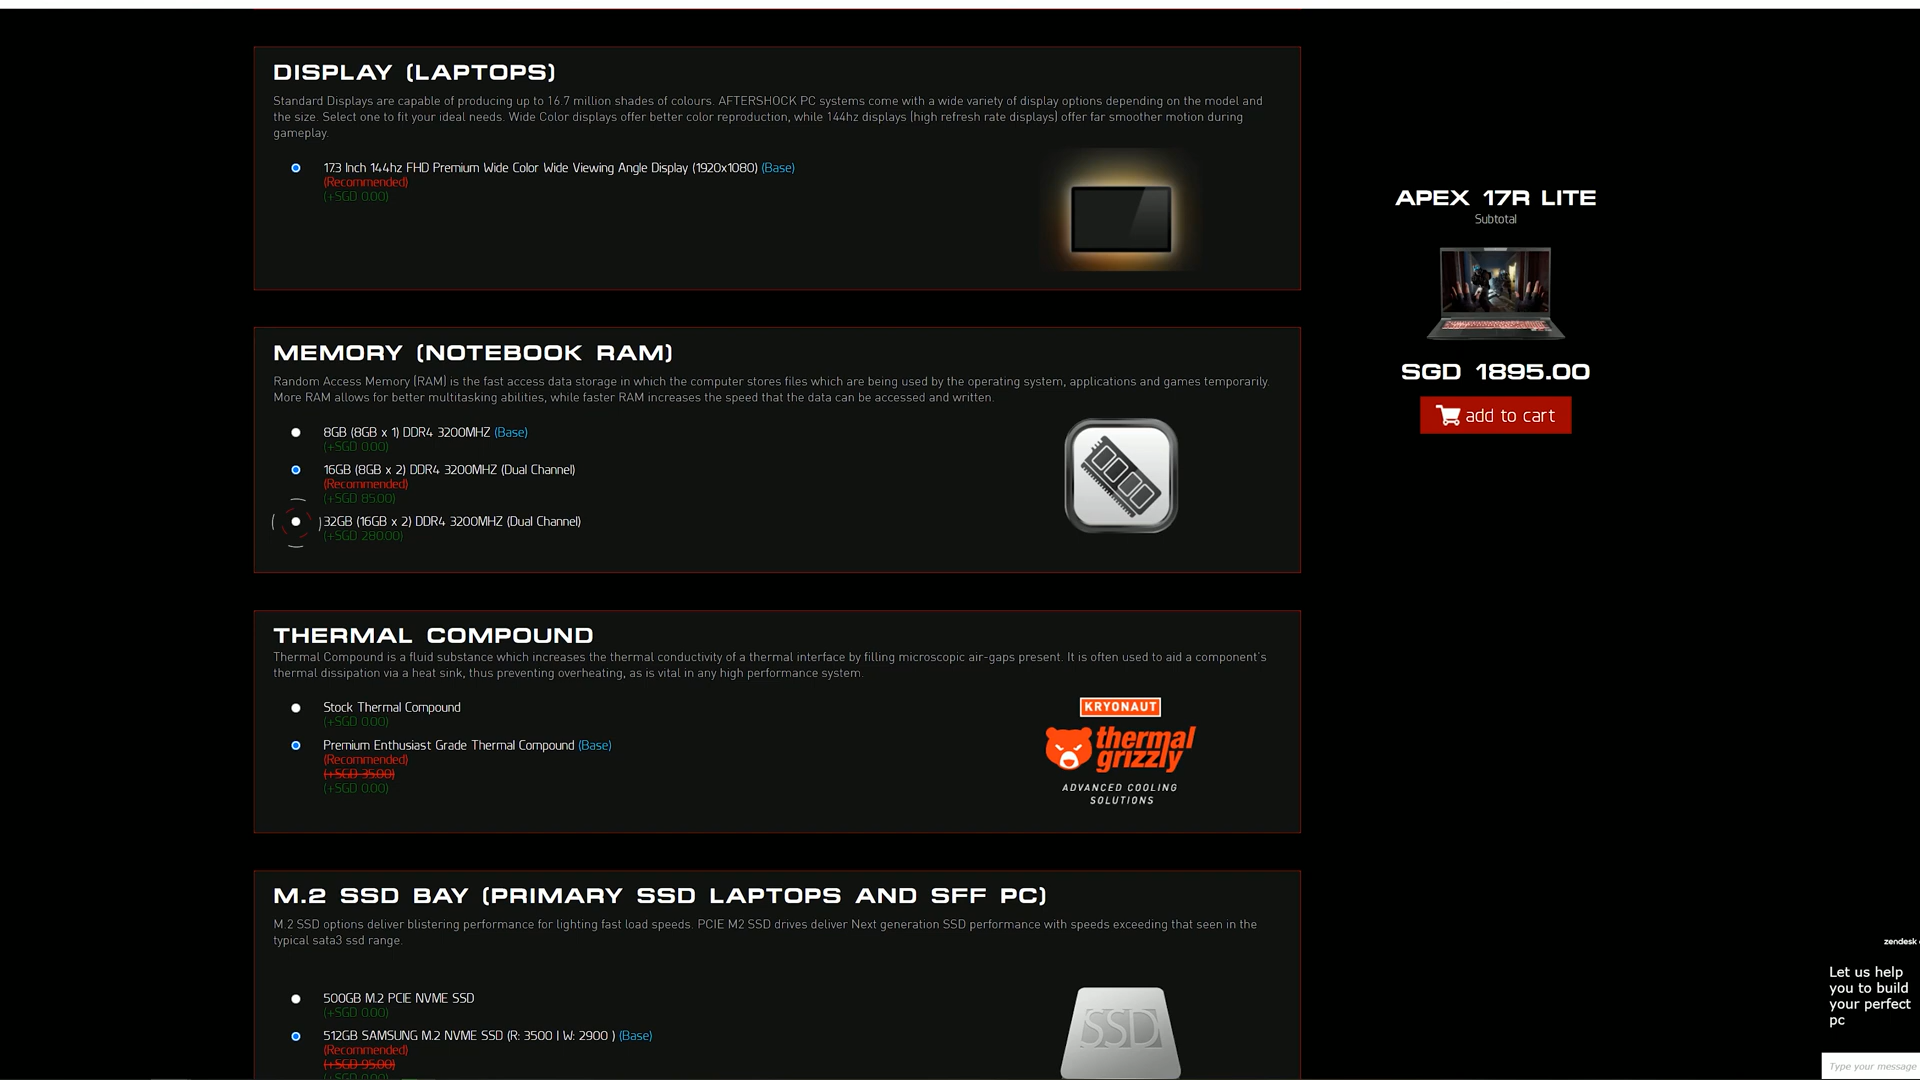 DISPLAY (LAPTOPS)
Standard Displays are capable of producing up to 16.7 million shades of colours. AFTERSHOCK PC systems come with a wide variety of display options depending on the model and
the size. Select one to fit your ideal needs. Wide Color displays offer better color reproduction, while 144hz displays (high refresh rate displays) offer far smoother motion during
gameplay.
17.3 Inch 144hz FHD Premium Wide Color Wide Viewing Angle Display (1920x1080) (Base)
(Recommended)
(+SGD 0.00)
APEX 17R LITE
Subtotal
SGD 1895.00
add to cart
MEMORY (NOTEBOOK RAM)
Random Access Memory (RAM) is the fast access data storage in which the computer stores files which are being used by the operating system, applications and games temporarily.
More RAM allows for better multitasking abilities, while faster RAM increases the speed that the data can be accessed and written.
8GB (8GB x 1) DDR4 3200MHZ (Base)
(+SGD 0.00)
16GB (8GB x 2) DDR4 3200MHZ (Dual Channel)
(Recommended)
(+SGD 85.00)
32GB (16GB x 2) DDR4 3200MHZ (Dual Channel)
(+SGD 280.00)
THERMAL COMPOUND
Thermal Compound is a fluid substance which increases the thermal conductivity of a thermal interface by filling microscopic air-gaps present. It is often used to aid a component's
thermal dissipation via a heat sink, thus preventing overheating, as is vital in any high performance system.
Stock Thermal Compound
(+SGD 0.00)
Premium Enthusiast Grade Thermal Compound (Base)
(Recommended)
(+SGD 35.00)
(+SGD 0.00)
KRYONAUT
thermal
grizzly
ADVANCED COOLING
SOLUTIONS
M.2 SSD BAY (PRIMARY SSD LAPTOPS AND SFF PC)
M.2 SSD options deliver blistering performance for lighting fast load speeds. PCIE M2 SSD drives deliver Next generation SSD performance with speeds exceeding that seen in the
typical sata3 ssd range.
500GB M.2 PCIE NVME SSD
(+SGD 0.00)
512GB SAMSUNG M.2 NVME SSD (R: 3500 | W: 2900 ) (Base)
(Recommended)
(+SGD 95.00)
(+SGD 0.00)
SSD
zendesk
Let us help
you to build
your perfect
pc
Type your message